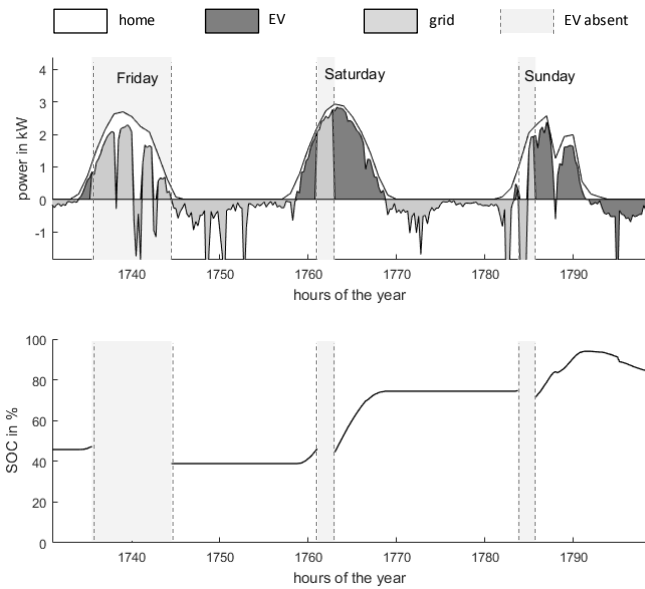 home EV grid EV absent
Friday Saturday Sunday
4
3
2
1
0
-1
power in kW
1740 1750 1760 1770 1780 1790
hours of the year
100
80
60
40
20
0
SOC in %
1740 1750 1760 1770 1780 1790
hours of the year